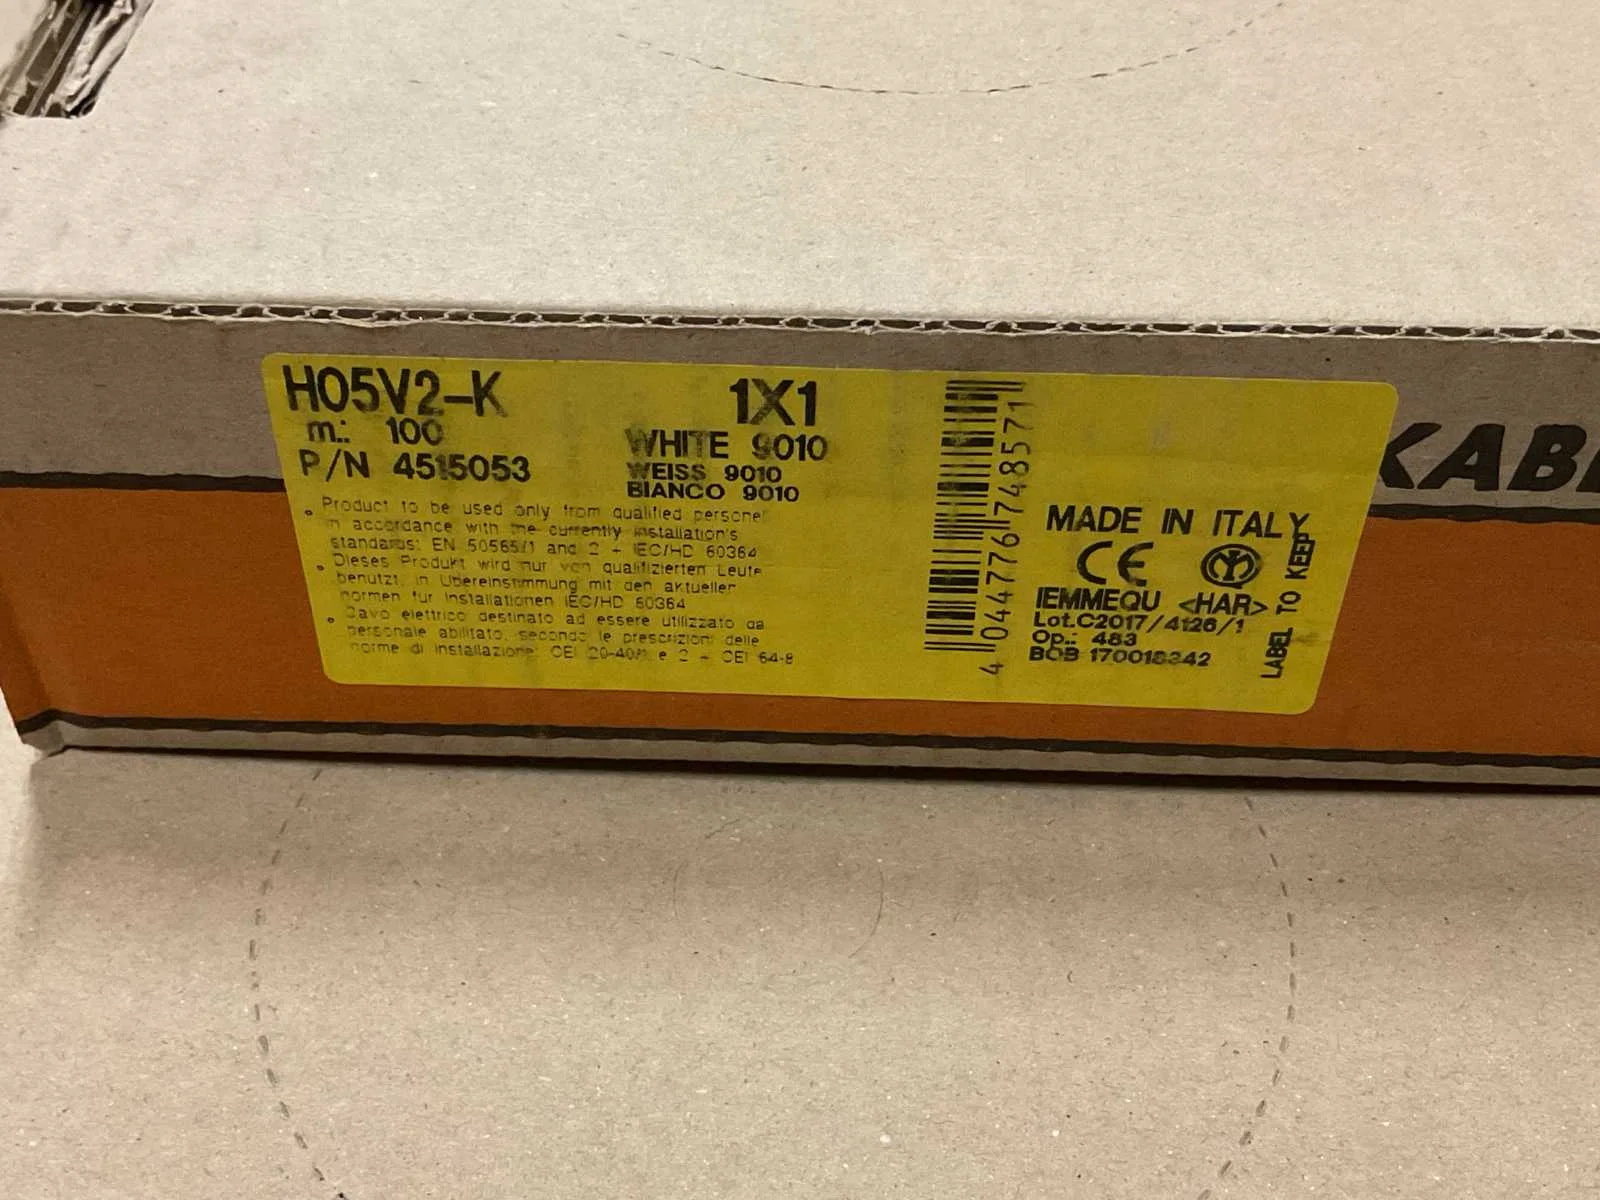 H05V2-K
1X1
m.: 100
P/N 4515053
WHITE 9010
WEISS 9010
BIANCO 9010
• Product to be used only from qualified personel
in accordance with the currently installation's
standards: EN 50565/1 and 2 + IEC/HD 60364
• Dieses Produkt wird nur von qualifizierten Leute
benutzt, in Ubereinstimmung mit den aktuellen
normen fur Installationen IEC/HD 60364
• Cavo elettrico destinato ad essere utilizzato da
personale abilitato, secondo le prescrizioni delle
norme di installazione: CEI 20-40/1 e 2 + CEI 64-8
4 044776 748571
MADE IN ITALY
CE
IEMMEQU <HAR>
Lot.C2017/4126/1
Op.: 483
BOB 170018342
LABEL TO KEEP
KAB